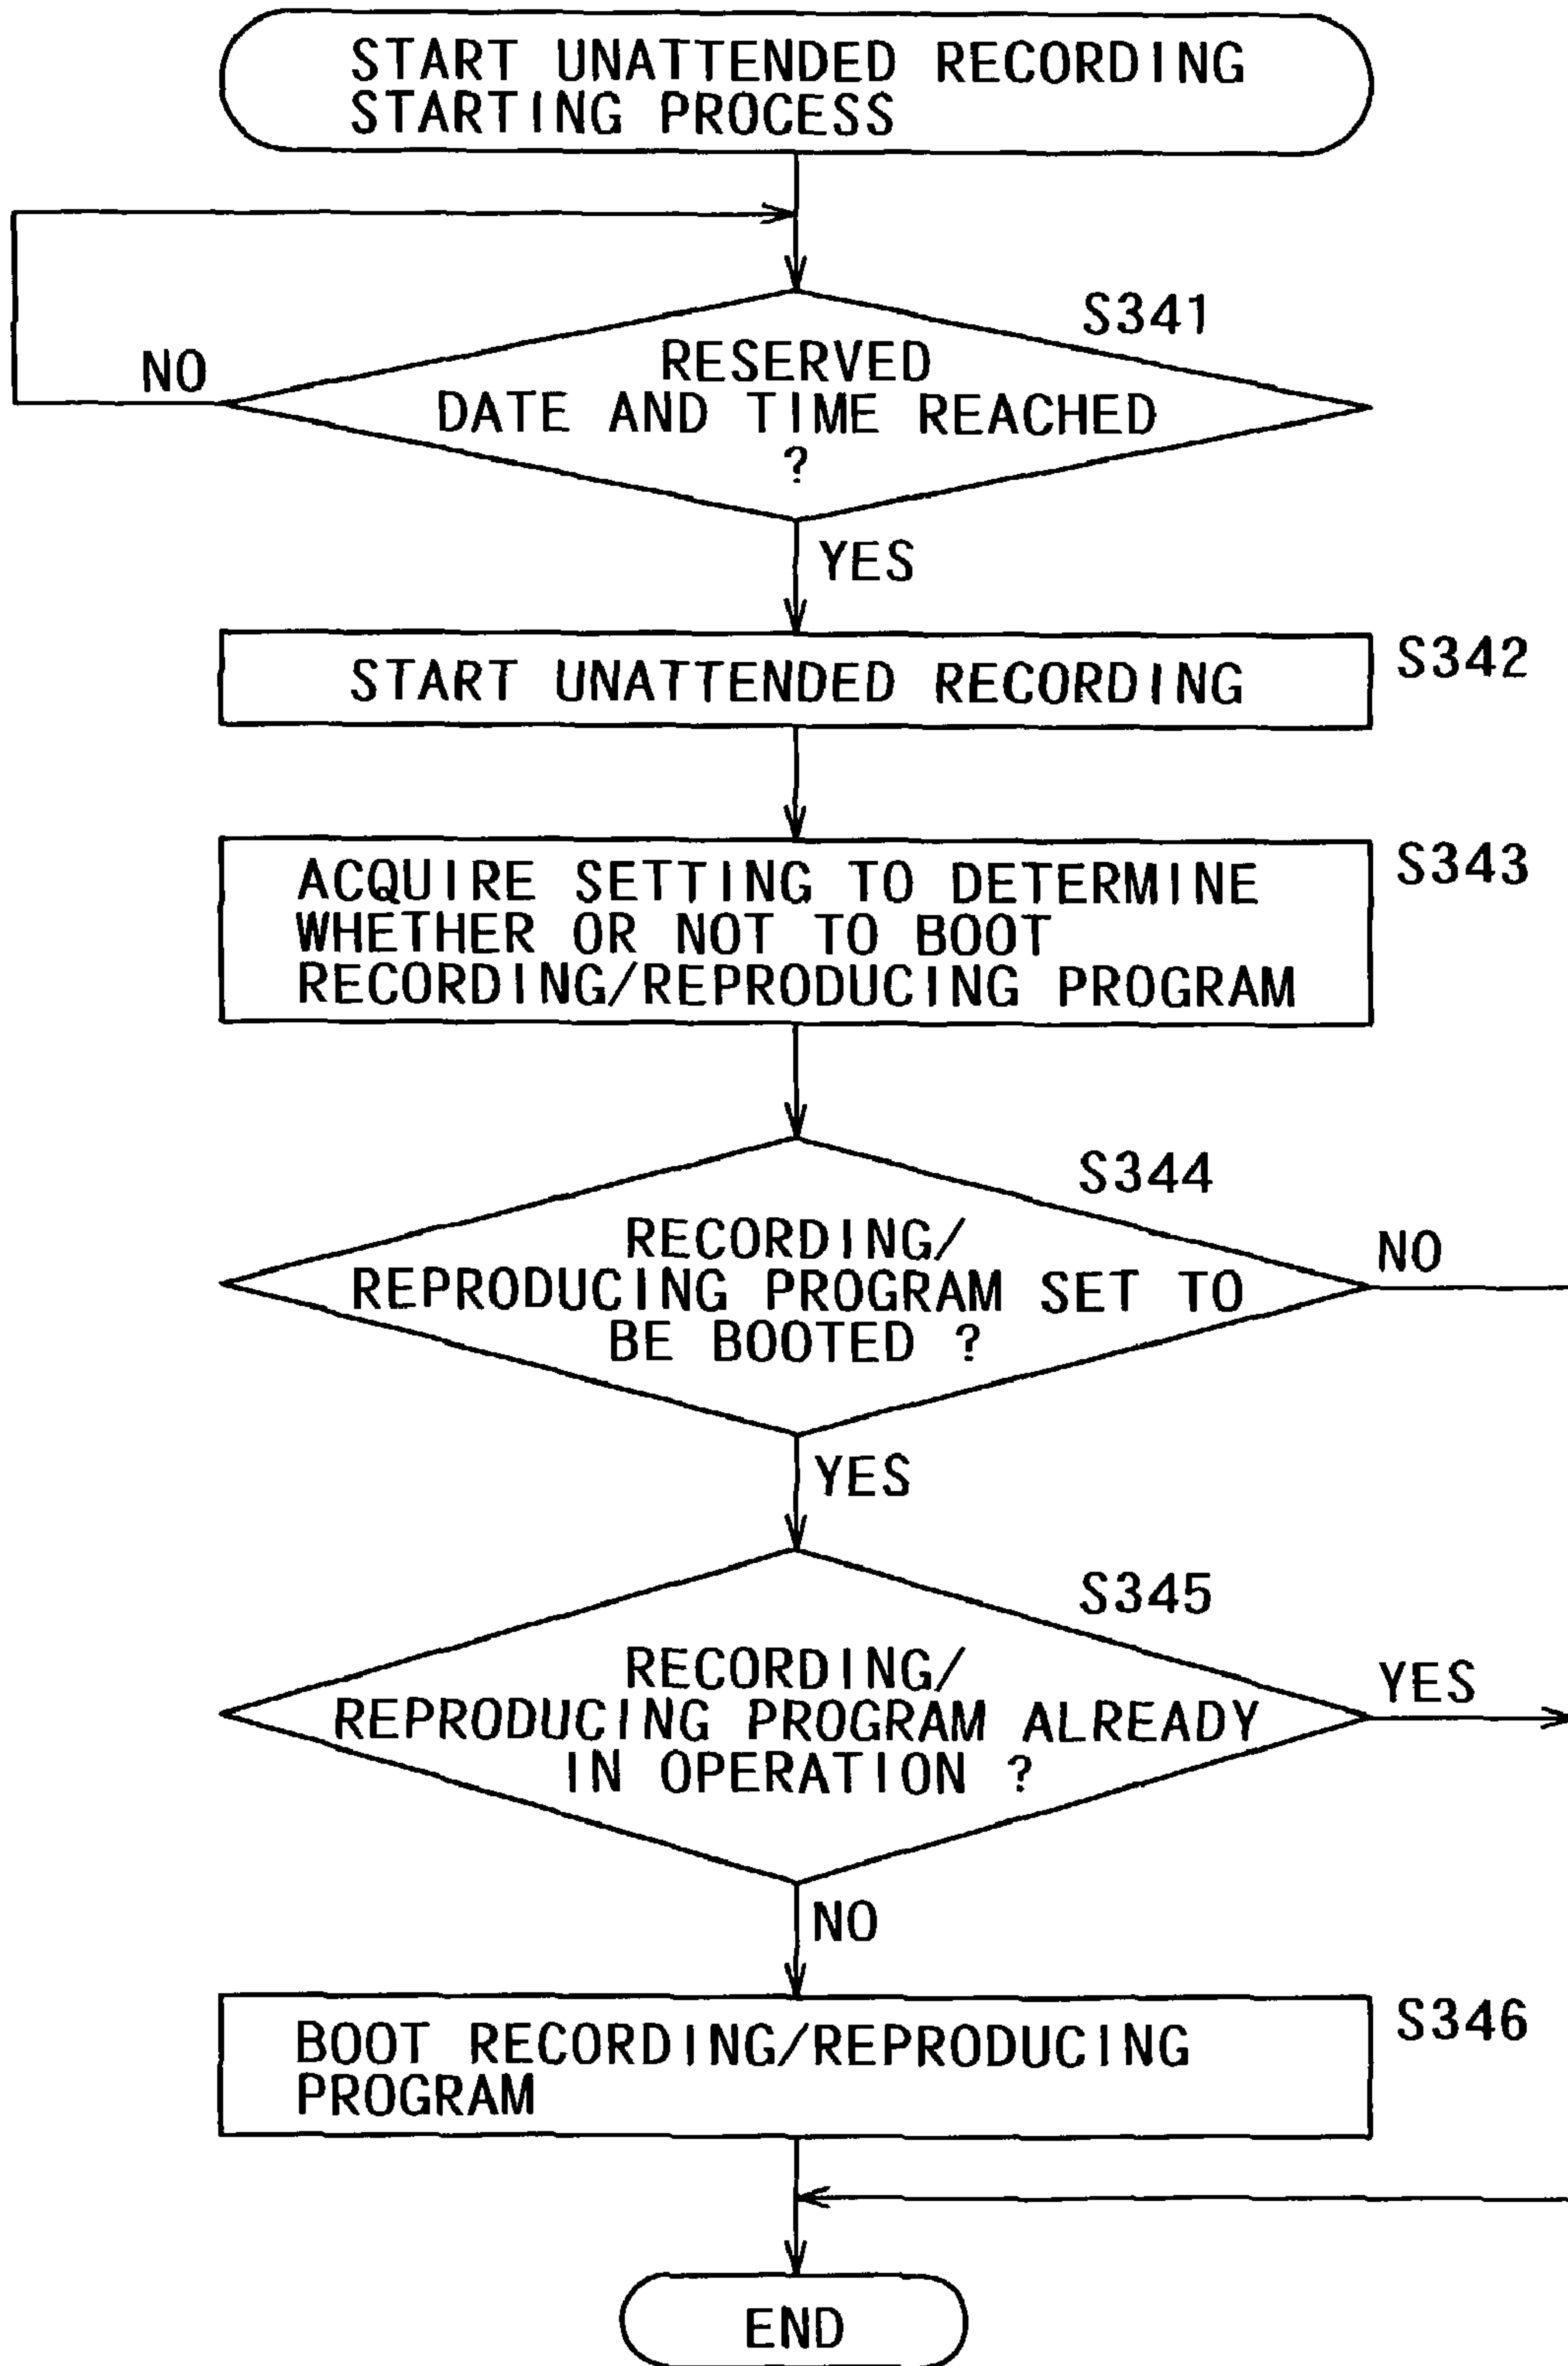 START UNATTENDED RECORDING
STARTING PROCESS
S341
NO
RESERVED
DATE AND TIME REACHED
?
YES
START UNATTENDED RECORDING
S342
ACQUIRE SETTING TO DETERMINE
WHETHER OR NOT TO BOOT
RECORDING/REPRODUCING PROGRAM
S343
S344
RECORDING/
REPRODUCING PROGRAM SET TO
BE BOOTED ?
NO
YES
S345
RECORDING/
REPRODUCING PROGRAM ALREADY
IN OPERATION ?
YES
NO
BOOT RECORDING/REPRODUCING
PROGRAM
S346
END